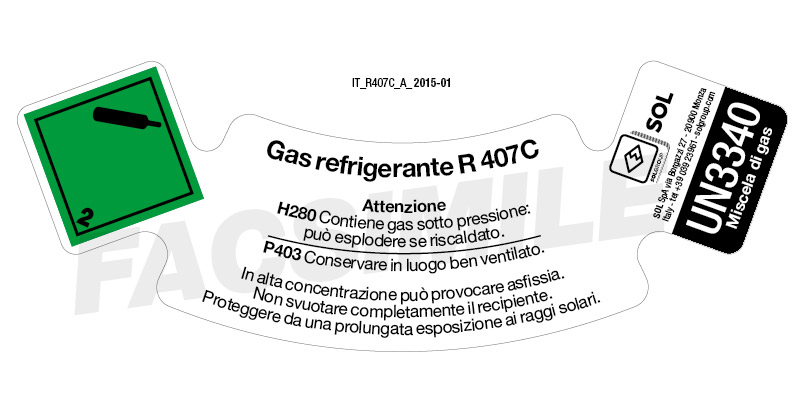 IT_R407C_A_2015-01
2
Gas refrigerante R 407C
Attenzione
H280 Contiene gas sotto pressione:
può esplodere se riscaldato.
P403 Conservare in luogo ben ventilato.
In alta concentrazione può provocare asfissia.
Non svuotare completamente il recipiente.
Proteggere da una prolungata esposizione ai raggi solari.
FACSIMILE
SOL
SOLGROUP
SOL SpA via Borgazzi 27 - 20900 Monza
Italy - tel +39 039 23961 - solgroup.com
UN3340
Miscela di gas